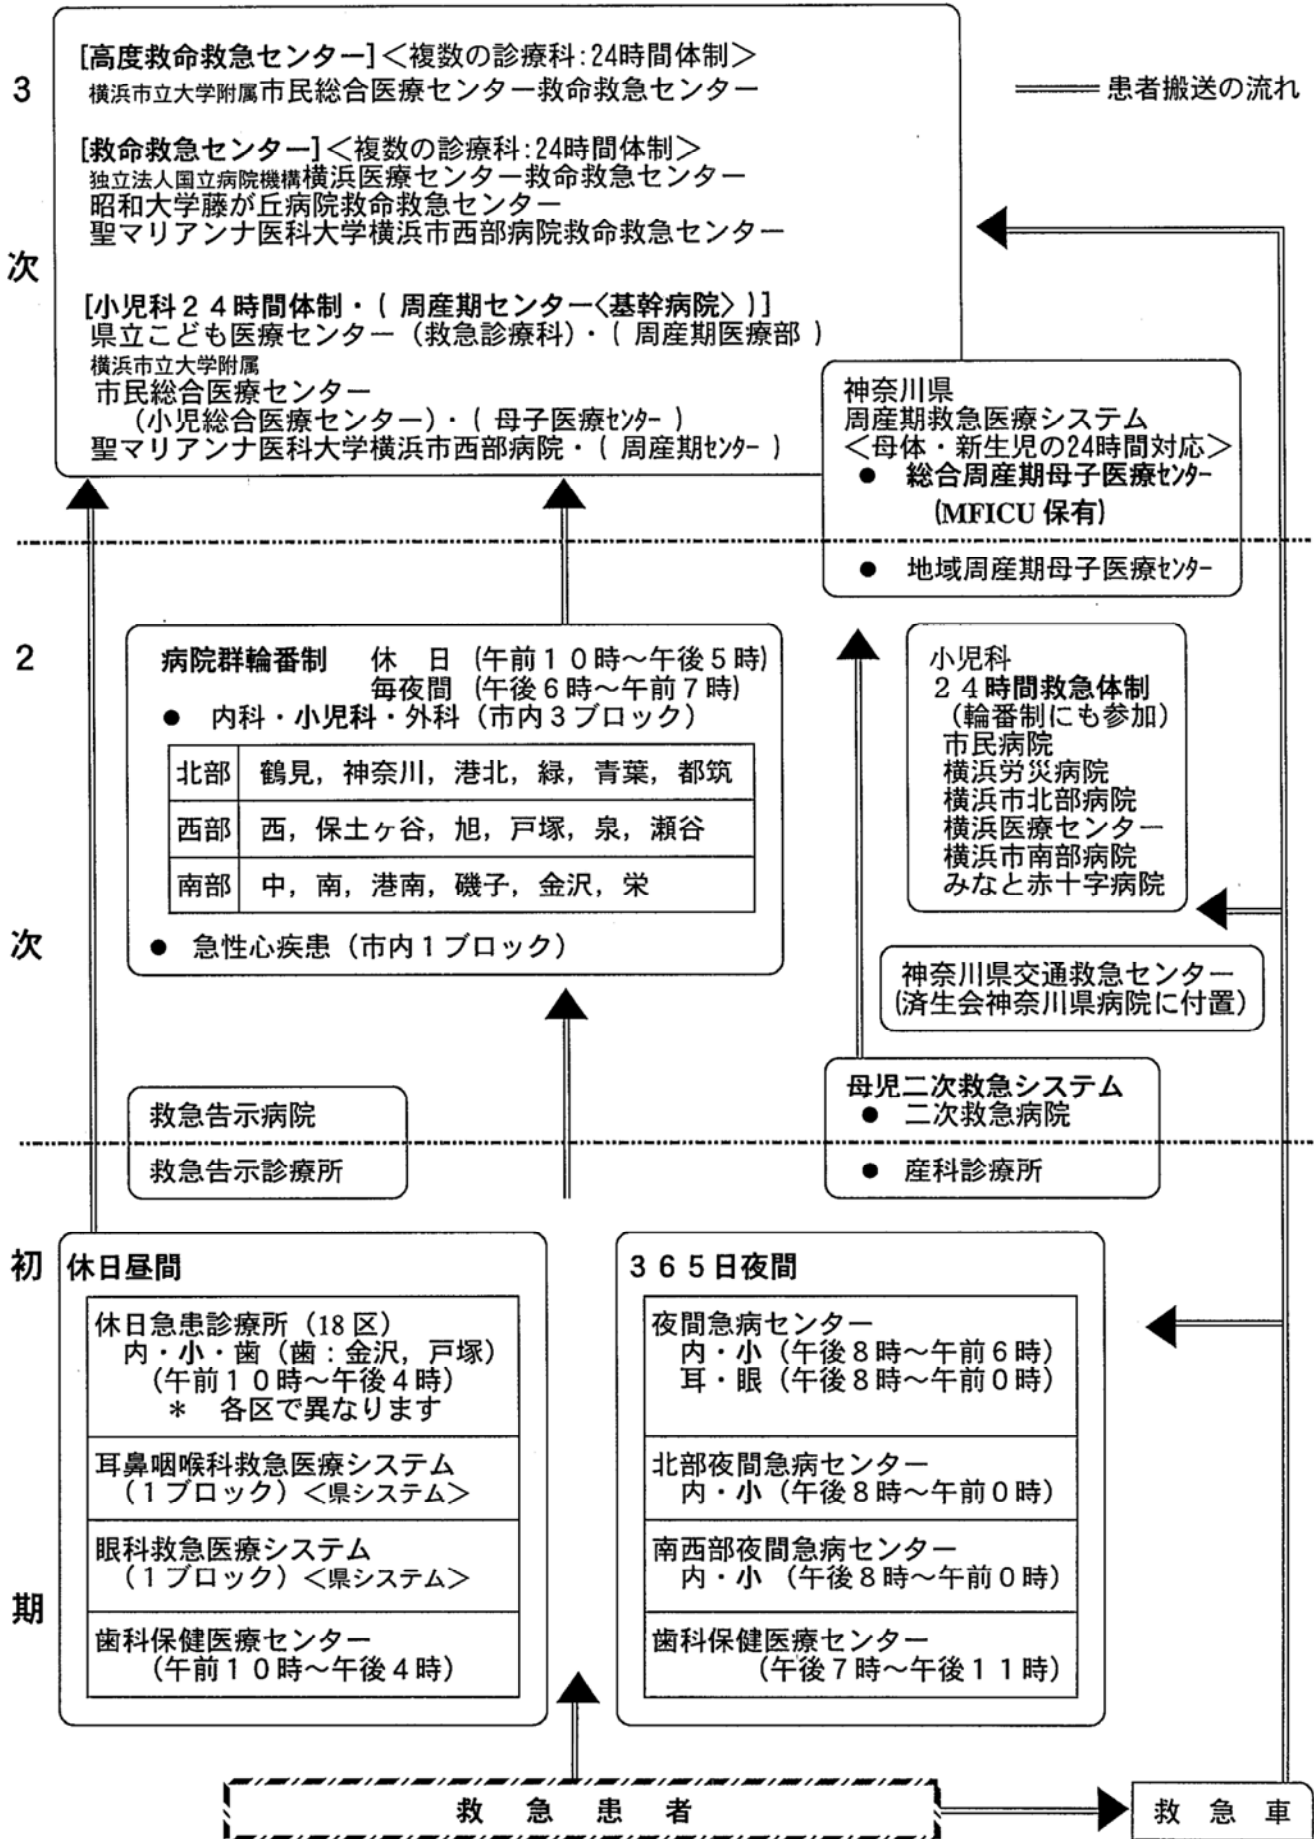 3
次
[高度救命救急センター]＜複数の診療科:24時間体制＞
横浜市立大学附属市民総合医療センター救命救急センター
[救命救急センター]＜複数の診療科:24時間体制＞
独立法人国立病院機構横浜医療センター救命救急センター
昭和大学藤が丘病院救命救急センター
聖マリアンナ医科大学横浜市西部病院救命救急センター
[小児科２４時間体制・( 周産期センター〈基幹病院〉)]
県立こども医療センター（救急診療科）・( 周産期医療部 )
横浜市立大学附属
市民総合医療センター
（小児総合医療センター）・( 母子医療ｾﾝﾀｰ )
聖マリアンナ医科大学横浜市西部病院・( 周産期ｾﾝﾀｰ )
患者搬送の流れ
神奈川県
周産期救急医療システム
＜母体・新生児の24時間対応＞
● 総合周産期母子医療ｾﾝﾀｰ
(MFICU 保有)
● 地域周産期母子医療ｾﾝﾀｰ
2
次
病院群輪番制 休 日 (午前１０時～午後５時)
毎夜間 (午後６時～午前７時)
● 内科・小児科・外科（市内３ブロック）
北部 鶴見，神奈川，港北，緑，青葉，都筑
西部 西，保土ヶ谷，旭，戸塚，泉，瀬谷
南部 中，南，港南，磯子，金沢，栄
● 急性心疾患（市内１ブロック）
小児科
２４時間救急体制
（輪番制にも参加）
市民病院
横浜労災病院
横浜市北部病院
横浜医療センター
横浜市南部病院
みなと赤十字病院
神奈川県交通救急センター
(済生会神奈川県病院に付置)
救急告示病院
救急告示診療所
母児二次救急システム
● 二次救急病院
● 産科診療所
初
期
休日昼間
休日急患診療所（18 区）
内・小・歯（歯：金沢，戸塚）
（午前１０時～午後４時）
＊ 各区で異なります
耳鼻咽喉科救急医療システム
（１ブロック）＜県システム＞
眼科救急医療システム
（１ブロック）＜県システム＞
歯科保健医療センター
（午前１０時～午後４時）
３６５日夜間
夜間急病センター
内・小（午後８時～午前６時）
耳・眼（午後８時～午前０時）
北部夜間急病センター
内・小（午後８時～午前０時）
南西部夜間急病センター
内・小 （午後８時～午前０時）
歯科保健医療センター
（午後７時～午後１１時）
救 急 患 者
救 急 車